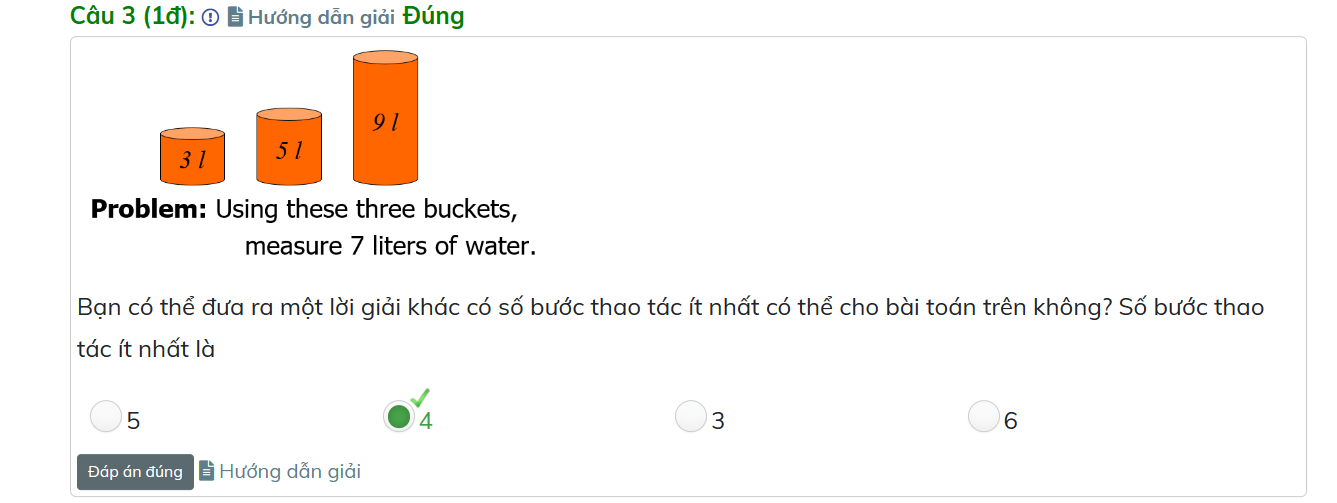 Câu 3 (1đ): Hướng dẫn giải Đúng
3 l
5 l
9 l
Problem: Using these three buckets,
measure 7 liters of water.
Bạn có thể đưa ra một lời giải khác có số bước thao tác ít nhất có thể cho bài toán trên không? Số bước thao
tác ít nhất là
5 4 3 6
Đáp án đúng Hướng dẫn giải